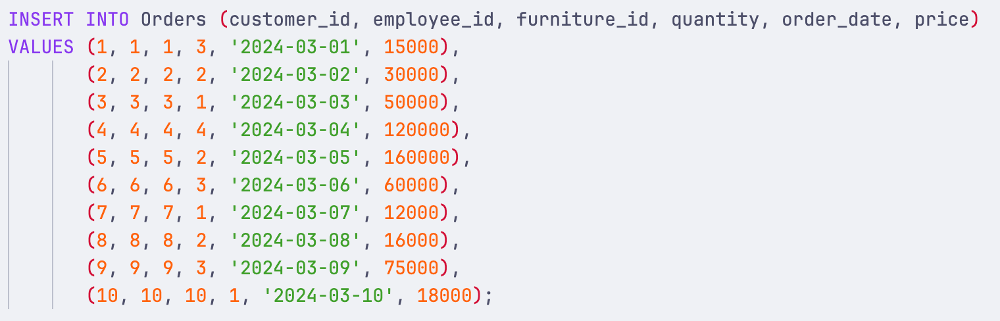 INSERT INTO Orders (customer_id, employee_id, furniture_id, quantity, order_date, price)
VALUES (1, 1, 1, 3, '2024-03-01', 15000),
(2, 2, 2, 2, '2024-03-02', 30000),
(3, 3, 3, 1, '2024-03-03', 50000),
(4, 4, 4, 4, '2024-03-04', 120000),
(5, 5, 5, 2, '2024-03-05', 160000),
(6, 6, 6, 3, '2024-03-06', 60000),
(7, 7, 7, 1, '2024-03-07', 12000),
(8, 8, 8, 2, '2024-03-08', 16000),
(9, 9, 9, 3, '2024-03-09', 75000),
(10, 10, 10, 1, '2024-03-10', 18000);